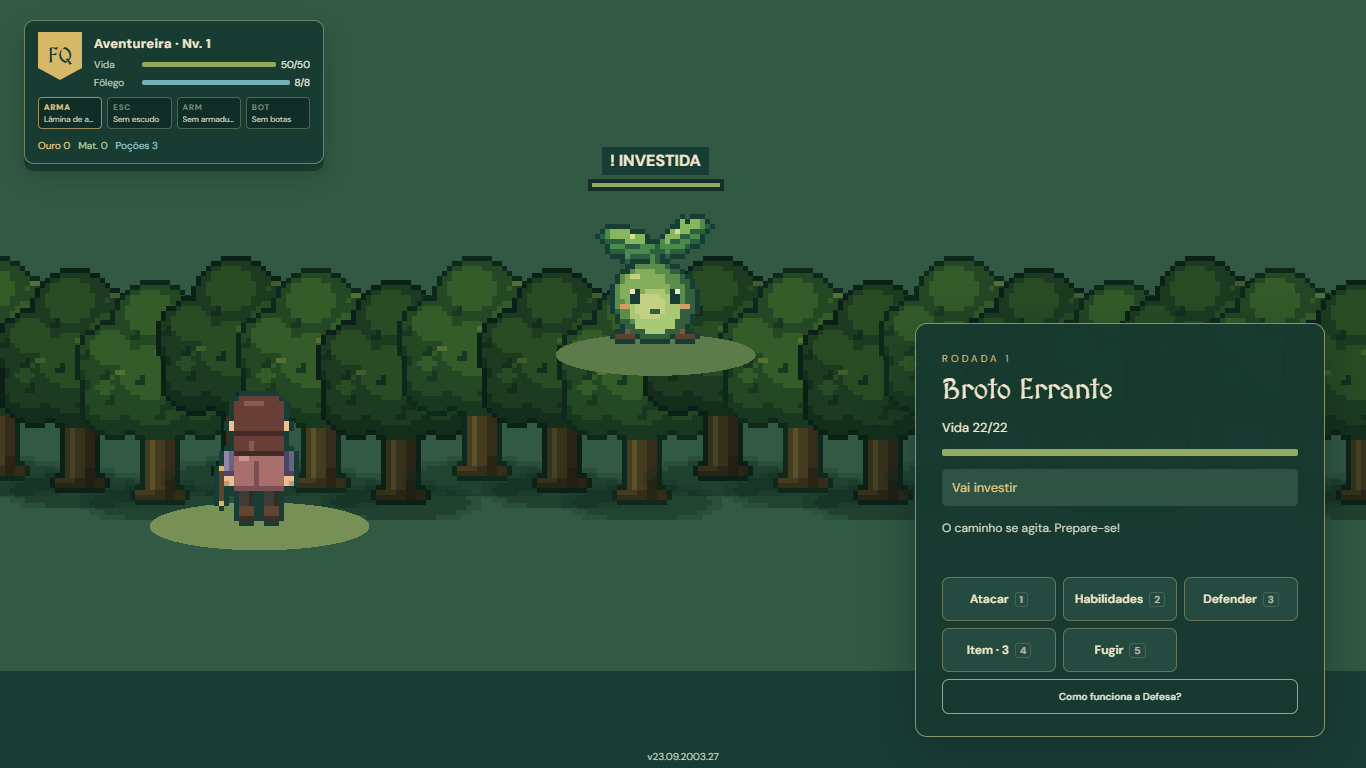 FQ
Aventureira · Nv. 1
Vida 50/50
Fôlego 8/8
ARMA ESC ARM BOT
Lâmina de a... Sem escudo Sem armadu... Sem botas
Ouro 0 Mat. 0 Poções 3
! INVESTIDA
RODADA 1
Broto Errante
Vida 22/22
Vai investir
O caminho se agita. Prepare-se!
Atacar 1 Habilidades 2 Defender 3
Item · 3 4 Fugir 5
Como funciona a Defesa?
v23.09.2003.27